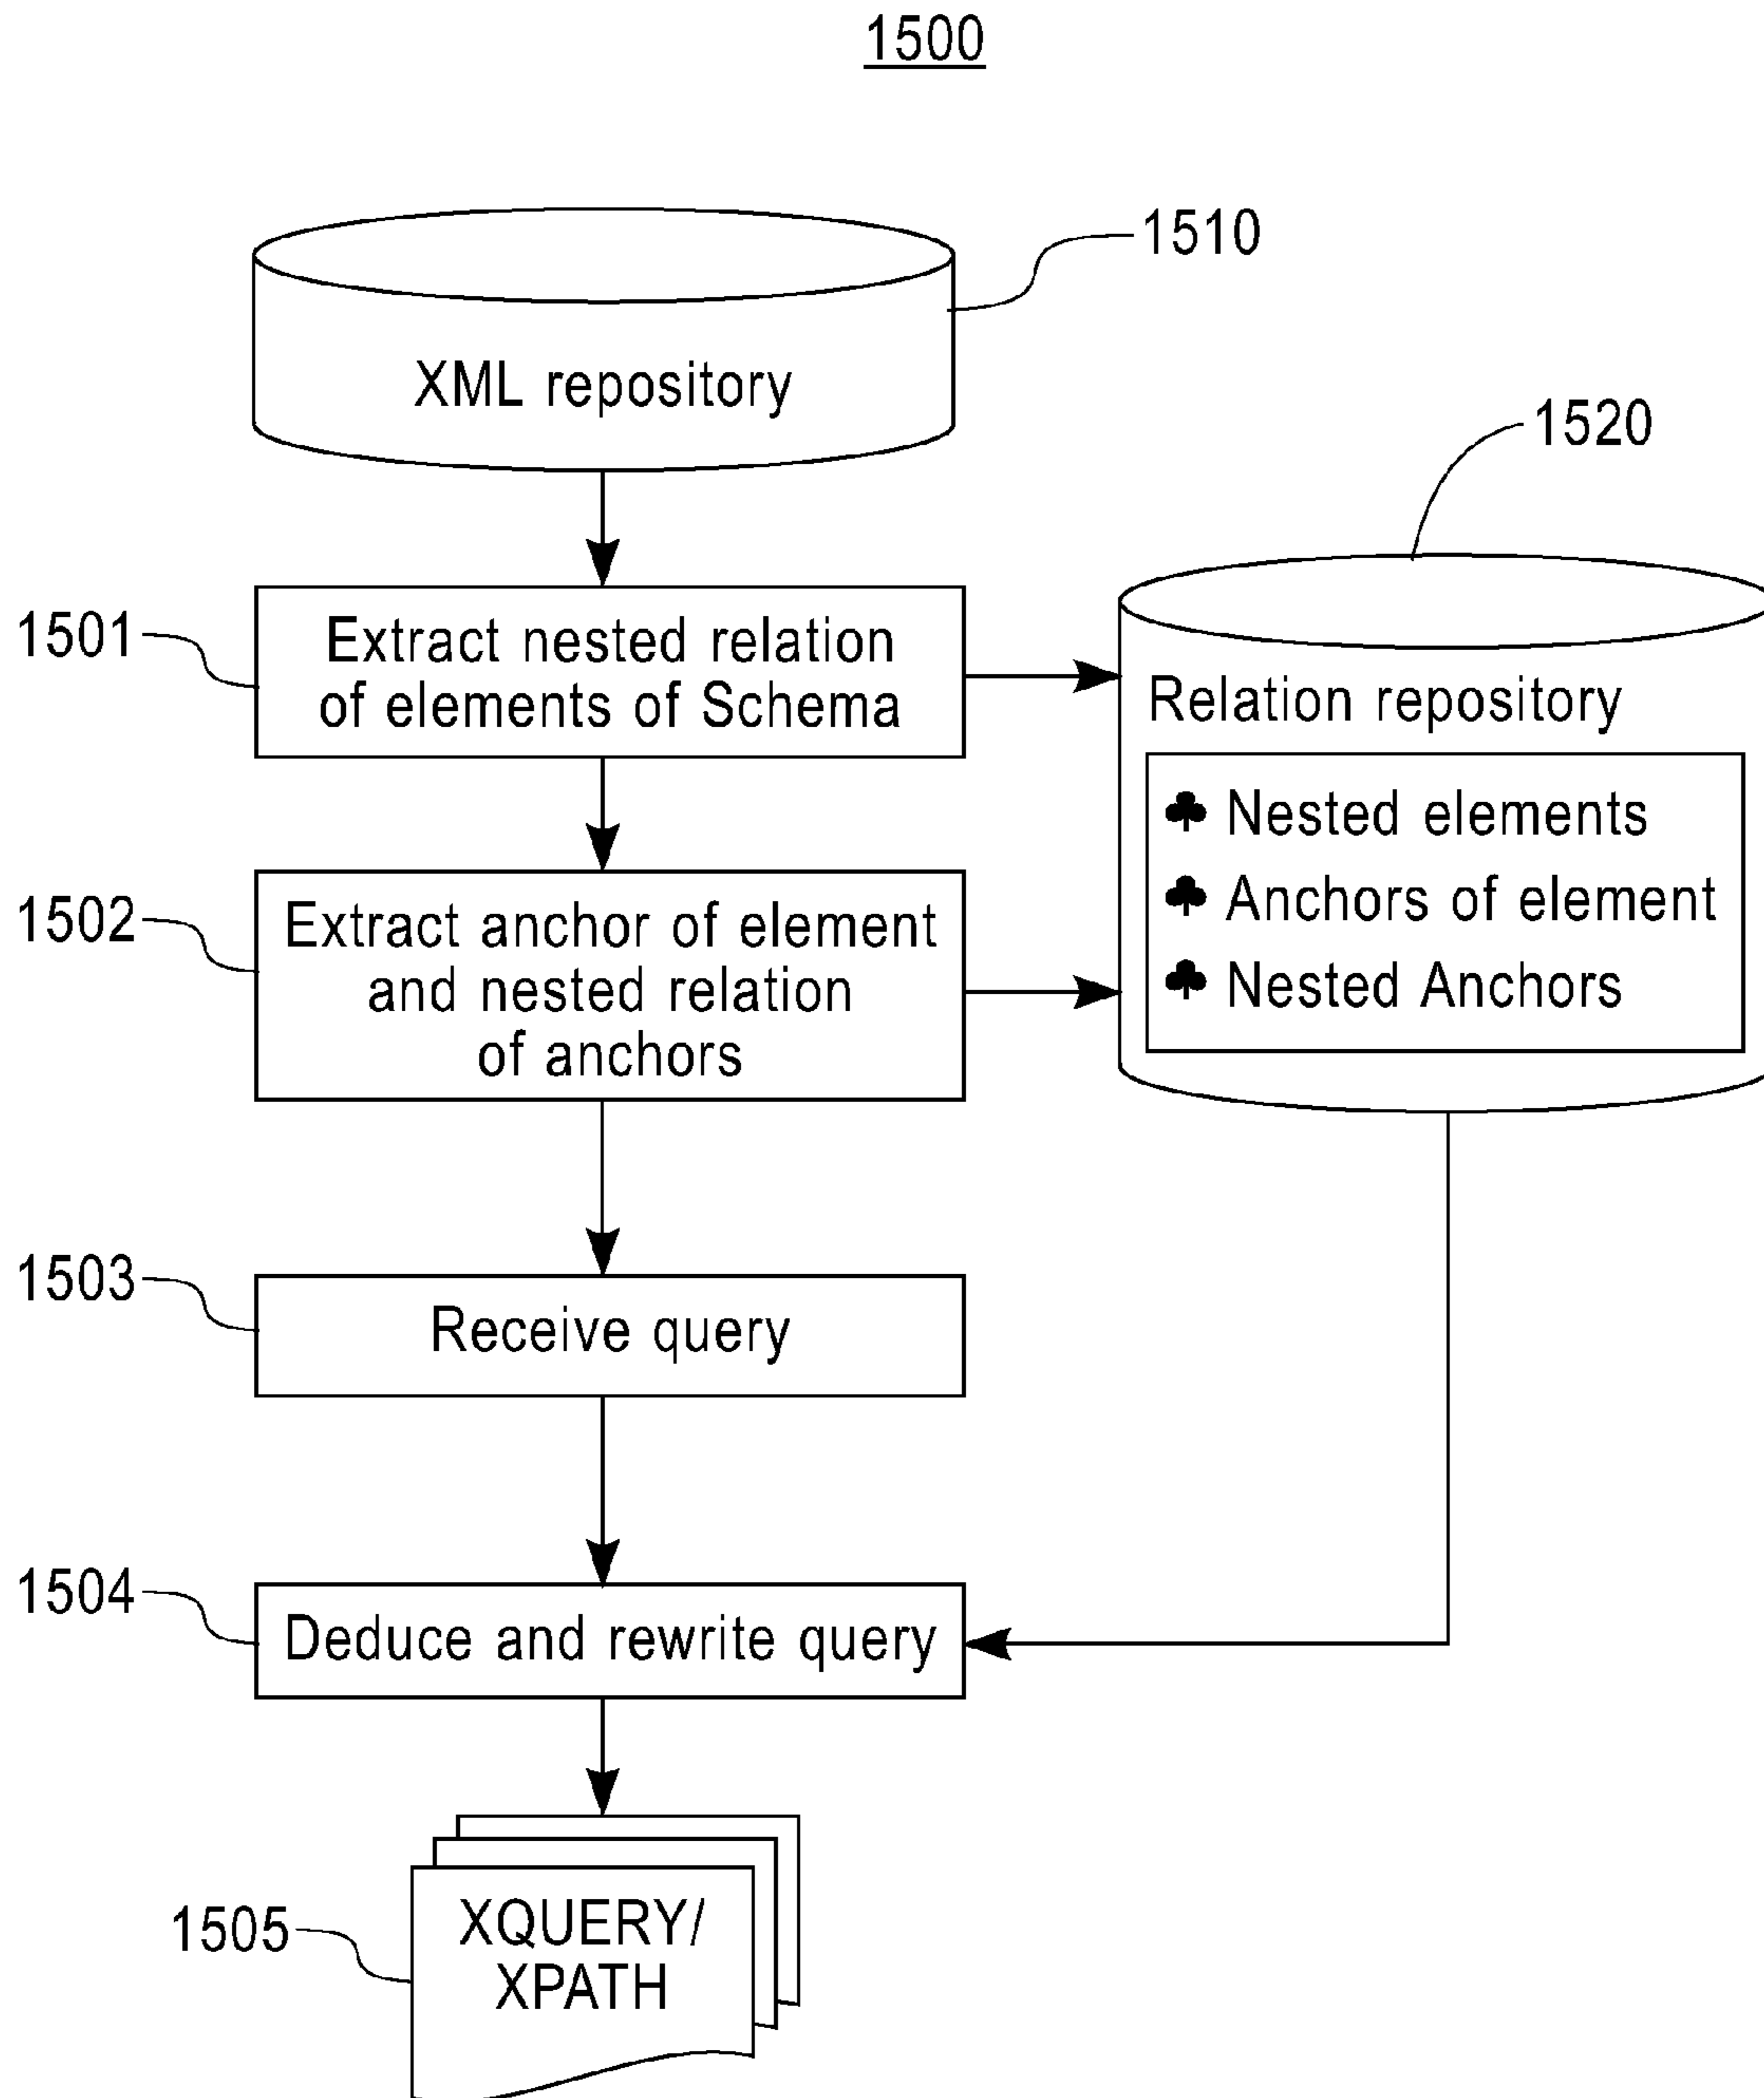 1500
1510
XML repository
1520
1501
Extract nested relation
of elements of Schema
Relation repository
♣ Nested elements
♣ Anchors of element
♣ Nested Anchors
1502
Extract anchor of element
and nested relation
of anchors
1503
Receive query
1504
Deduce and rewrite query
1505
XQUERY/
XPATH